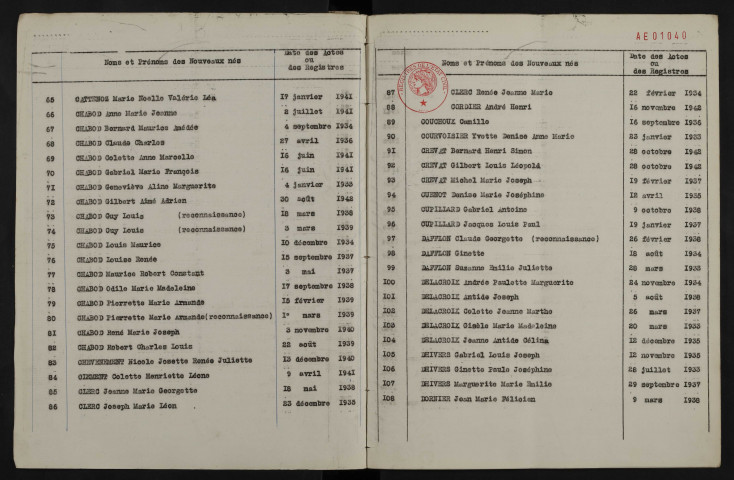 Noms et Prénoms des Nouveaux nés
Date des Actes
ou
des Registres
65 CATTENOZ Marie Noelle Valérie Léa 17 janvier 1941
66 CHABOD Anne Marie Jeanne 2 juillet 1941
67 CHABOD Bernard Maurice Amédée 4 septembre 1934
68 CHABOD Claude Charles 27 avril 1936
69 CHABOD Colette Anne Marcelle 16 juin 1941
70 CHABOD Gabriel Marie François 16 juin 1941
71 CHABOD Geneviève Aline Marguerite 4 janvier 1933
72 CHABOD Gilbert Aimé Adrien 30 août 1942
73 CHABOD Guy Louis (reconnaissance) 18 mars 1938
74 CHABOD Guy Louis (reconnaissance) 3 mars 1939
75 CHABOD Louis Maurice 10 décembre 1934
76 CHABOD Louise Renée 15 septembre 1937
77 CHABOD Maurice Robert Constant 3 mai 1937
78 CHABOD Odile Marie Madeleine 17 septembre 1938
79 CHABOD Pierrette Marie Armande 15 février 1939
80 CHABOD Pierrette Marie Armande(reconnaissance) 1° mars 1939
81 CHABOD René Marie Joseph 3 novembre 1940
82 CHABOD Robert Charles Louis 22 août 1939
83 CHEVENEMENT Nicole Josette Renée Juliette 13 décembre 1940
84 CLEMENT Colette Henriette Léone 9 avril 1941
85 CLERC Jeanne Marie Georgette 18 mai 1938
86 CLERC Joseph Marie Léon 23 décembre 1935
AE01040
Noms et Prénoms des Nouveaux nés
Date des Actes
ou
des Registres
87 CLERC Renée Jeanne Marie 22 février 1934
88 CORDIER André Henri 16 novembre 1942
89 COUCHOUX Camille 16 septembre 1936
90 COURVOISIER Yvette Denise Anne Marie 23 janvier 1933
91 CREVAT Bernard Henri Simon 28 octobre 1942
92 CREVAT Gilbert Louis Léopold 28 octobre 1942
93 CREVAT Michel Marie Joseph 19 février 1937
94 CUENOT Denise Marie Joséphine 12 avril 1935
95 CUPILLARD Gabriel Antoine 9 octobre 1938
96 CUPILLARD Jacques Louis Paul 19 janvier 1937
97 DAFFLON Claude Georgette (reconnaissance) 26 février 1938
98 DAFFLON Ginette 18 août 1934
99 DAFFLON Suzanne Emilie Juliette 28 mars 1933
100 DELACROIX Andrée Paulette Marguerite 24 novembre 1934
101 DELACROIX Antide Joseph 5 août 1938
102 DELACROIX Colette Jeanne Marthe 26 mars 1937
103 DELACROIX Gisèle Marie Madeleine 20 mars 1933
104 DELACROIX Jeanne Antide Célina 12 décembre 1935
105 DHIVERS Gabriel Louis Joseph 12 novembre 1935
106 DHIVERS Ginette Paule Joséphine 28 juillet 1933
107 DHIVERS Marguerite Marie Emilie 29 septembre 1937
108 DORNIER Jean Marie Félicien 9 mars 1938